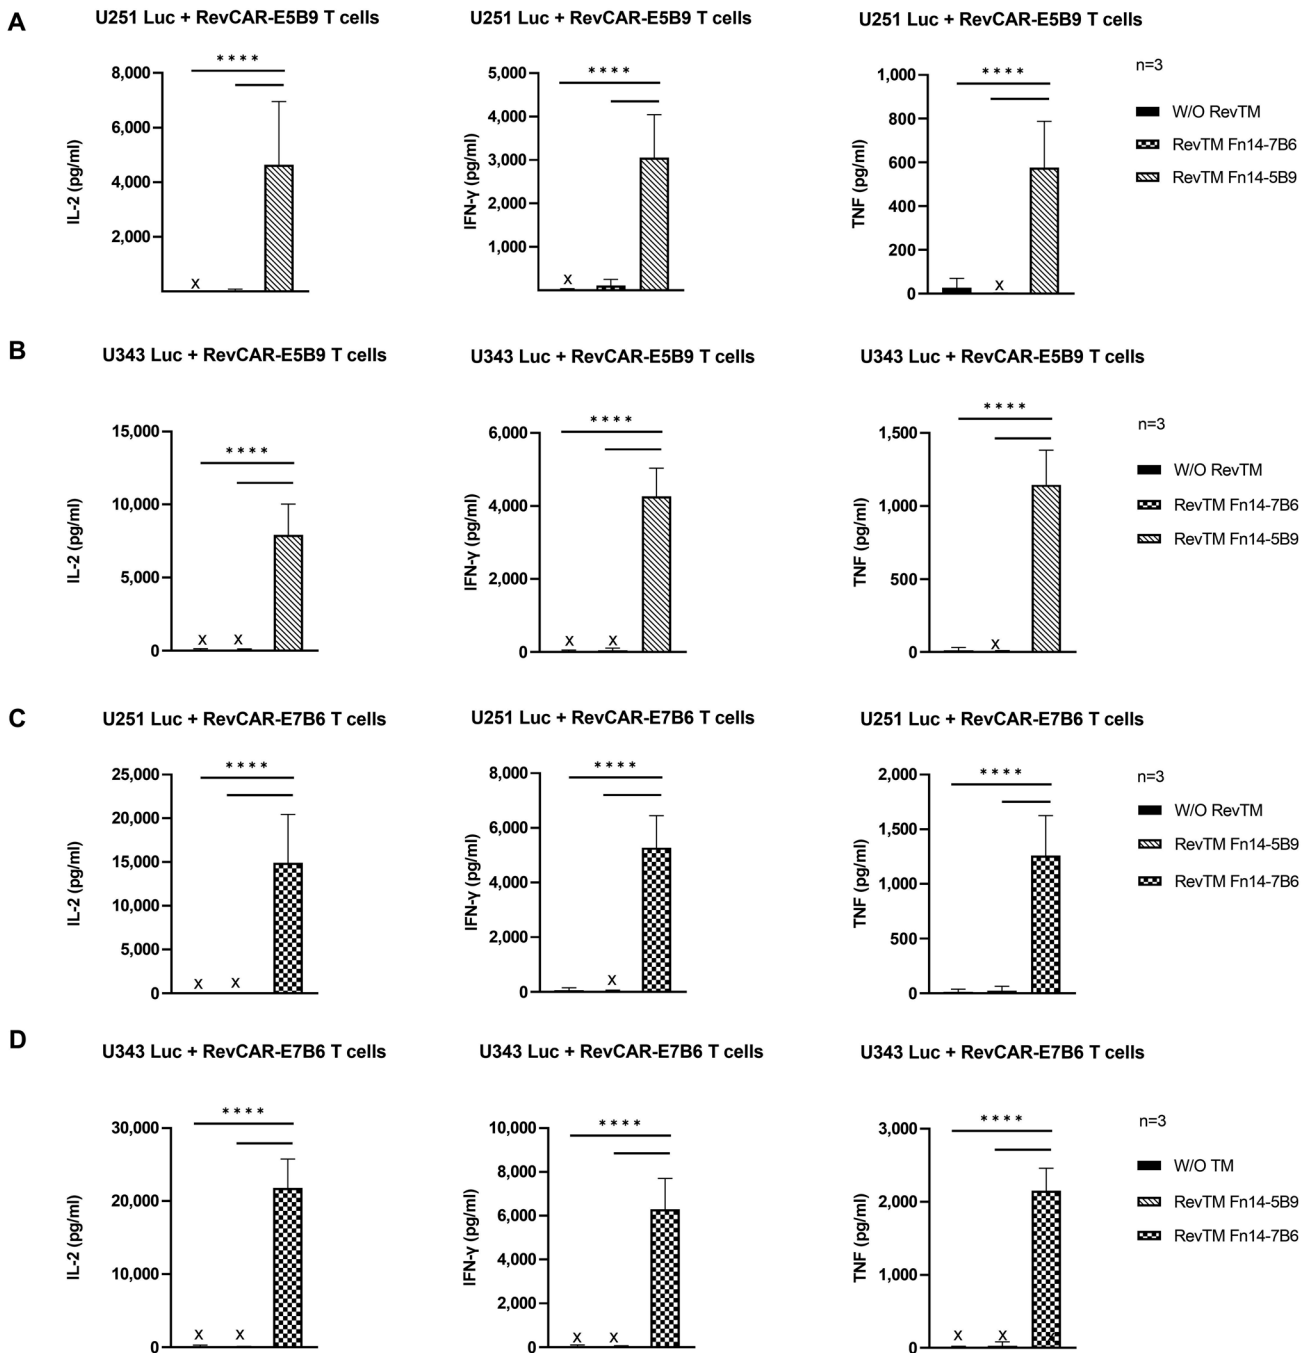 A
U251 Luc + RevCAR-E5B9 T cells
U251 Luc + RevCAR-E5B9 T cells
U251 Luc + RevCAR-E5B9 T cells
IL-2 (pg/ml)
8,000
6,000
4,000
2,000
****
X
IFN-γ (pg/ml)
5,000
4,000
3,000
2,000
1,000
****
X
TNF (pg/ml)
1,000
800
600
400
200
0
****
X
n=3
W/O RevTM
RevTM Fn14-7B6
RevTM Fn14-5B9
B
U343 Luc + RevCAR-E5B9 T cells
U343 Luc + RevCAR-E5B9 T cells
U343 Luc + RevCAR-E5B9 T cells
IL-2 (pg/ml)
15,000
10,000
5,000
0
****
X X
IFN-γ (pg/ml)
6,000
4,000
2,000
0
****
X X
TNF (pg/ml)
1,500
1,000
500
0
****
X
n=3
W/O RevTM
RevTM Fn14-7B6
RevTM Fn14-5B9
C
U251 Luc + RevCAR-E7B6 T cells
U251 Luc + RevCAR-E7B6 T cells
U251 Luc + RevCAR-E7B6 T cells
IL-2 (pg/ml)
25,000
20,000
15,000
10,000
5,000
0
****
X X
IFN-γ (pg/ml)
8,000
6,000
4,000
2,000
0
****
X
TNF (pg/ml)
2,000
1,500
1,000
500
0
****
n=3
W/O RevTM
RevTM Fn14-5B9
RevTM Fn14-7B6
D
U343 Luc + RevCAR-E7B6 T cells
U343 Luc + RevCAR-E7B6 T cells
U343 Luc + RevCAR-E7B6 T cells
IL-2 (pg/ml)
30,000
20,000
10,000
0
****
X X
IFN-γ (pg/ml)
10,000
8,000
6,000
4,000
2,000
0
****
X X
TNF (pg/ml)
3,000
2,000
1,000
0
****
X X
n=3
W/O TM
RevTM Fn14-5B9
RevTM Fn14-7B6